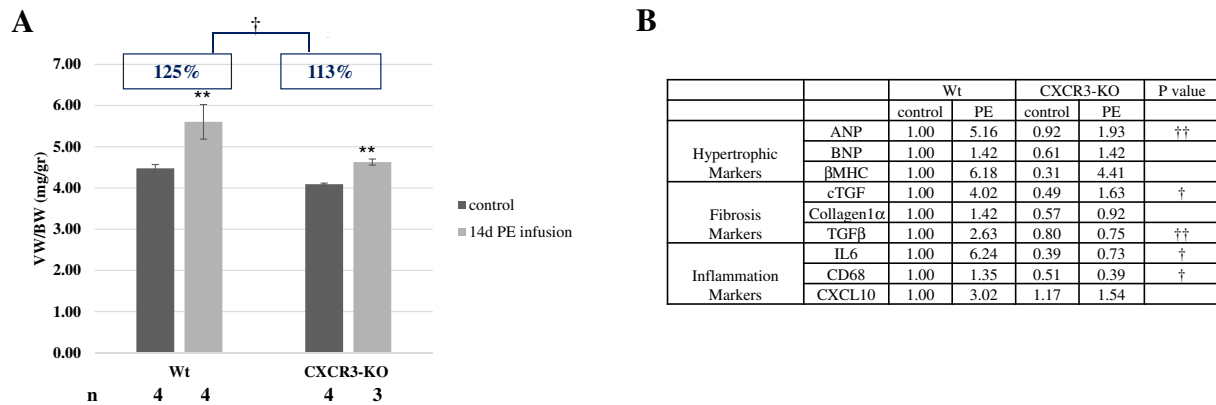 A
†
125% 113%
7.00
6.00
5.00
4.00
3.00
2.00
1.00
0.00
VW/BW (mg/gr)
**
**
control
14d PE infusion
Wt CXCR3-KO
n 4 4 4 3
B
Wt CXCR3-KO P value
control PE control PE
Hypertrophic Markers
ANP 1.00 5.16 0.92 1.93 ††
BNP 1.00 1.42 0.61 1.42
βMHC 1.00 6.18 0.31 4.41
Fibrosis Markers
cTGF 1.00 4.02 0.49 1.63 †
Collagen1α 1.00 1.42 0.57 0.92
TGFβ 1.00 2.63 0.80 0.75 ††
Inflammation Markers
IL6 1.00 6.24 0.39 0.73 †
CD68 1.00 1.35 0.51 0.39 †
CXCL10 1.00 3.02 1.17 1.54